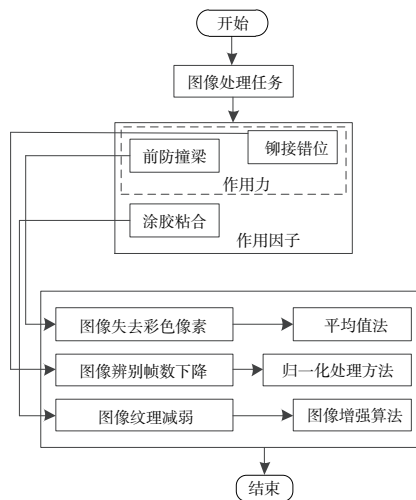 开始
图像处理任务
铆接错位
前防撞梁
作用力
涂胶粘合
作用因子
图像失去彩色像素
平均值法
图像辨别帧数下降
归一化处理方法
图像纹理减弱
图像增强算法
结束